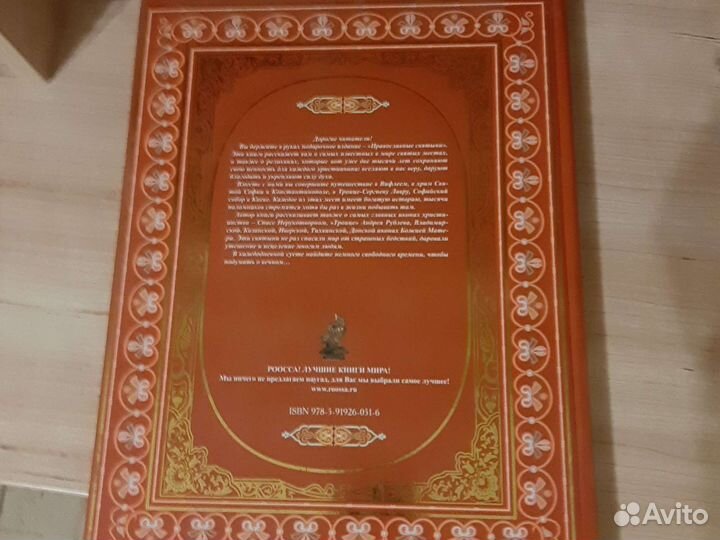 Дорогие читатели!
Вы держите в руках подарочное издание – «Православные святыни».
Эта книга расскажет вам о самых известных в мире святых местах,
а также о реликвиях, которые вот уже два тысячи лет сохраняют
свою ценность для каждого христианина: вселяют в нас веру, даруют
благодать и укрепляют силу духа.
Вместе с нами вы совершите путешествие в Вифлеем, в храм Свя-
той Софии в Константинополе, в Троице-Сергиеву Лавру, Софийский
собор в Киеве. Каждое из этих мест имеет богатую историю, тысячи
паломников стремятся хотя бы раз в жизни побывать там.
Автор книги рассказывает также о самых главных иконах христи-
анства – Спасе Нерукотворном, «Троице» Андрея Рублева, Владимир-
ской, Казанской, Иверской, Тихвинской, Донской иконах Божией Мате-
ри. Эти святыни не раз спасали мир от страшных бедствий, даровали
утешение и исцеление многим людям.
В каждодневной суете найдите немного свободного времени, чтобы
подумать о вечном...
РООССА! ЛУЧШИЕ КНИГИ МИРА!
Мы ничего не предлагаем наугад, для Вас мы выбрали самое лучшее!
www.roossa.ru
ISBN 978-5-91926-031-6
Avito